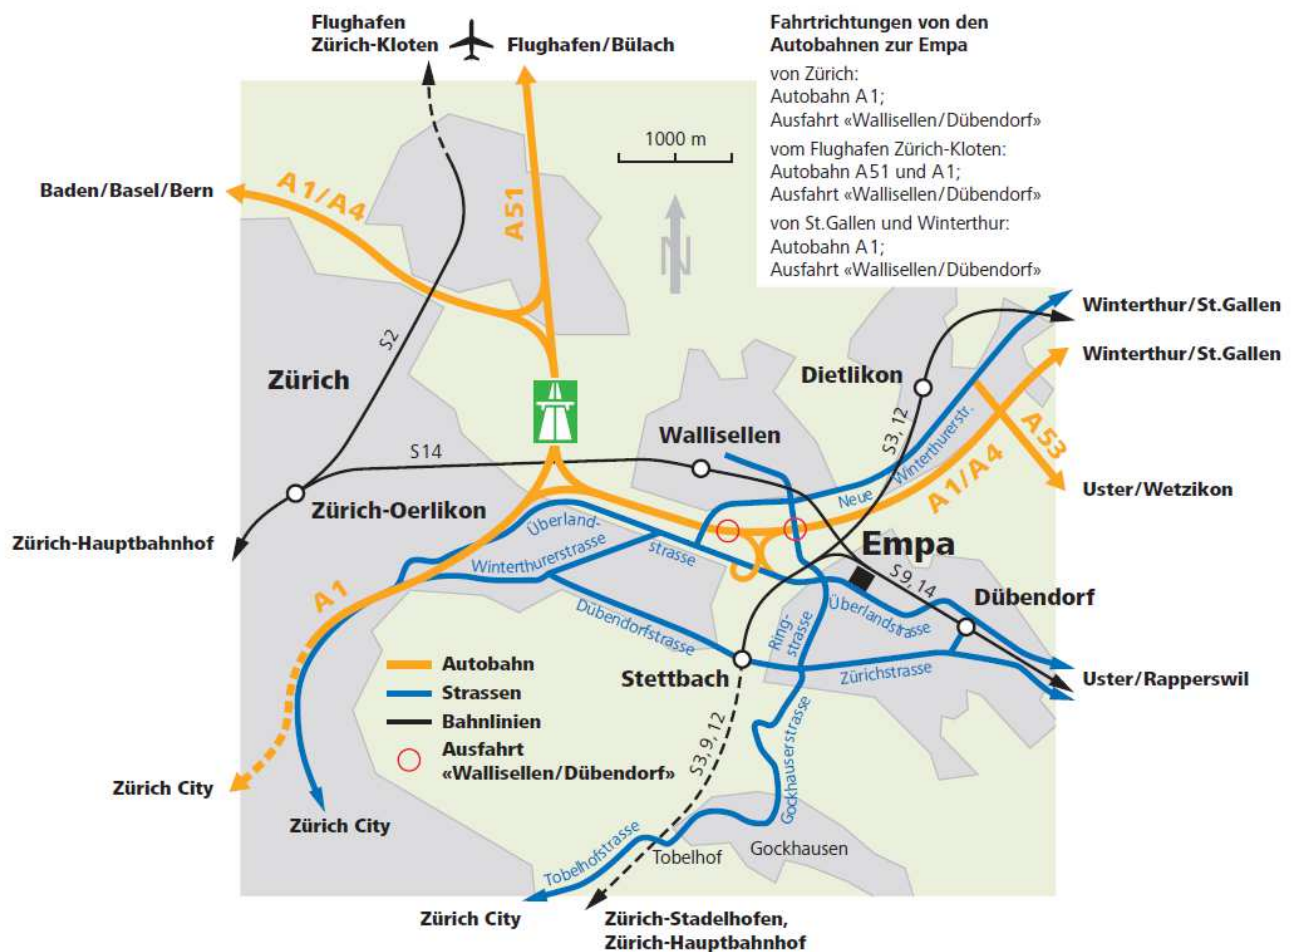 Flughafen
Zürich-Kloten
Flughafen/Bülach
Fahrtrichtungen von den
Autobahnen zur Empa
von Zürich:
Autobahn A1;
Ausfahrt «Wallisellen/Dübendorf»
vom Flughafen Zürich-Kloten:
Autobahn A51 und A1;
Ausfahrt «Wallisellen/Dübendorf»
von St.Gallen und Winterthur:
Autobahn A1;
Ausfahrt «Wallisellen/Dübendorf»
1000 m
N
Baden/Basel/Bern
A1/A4
A51
Winterthur/St.Gallen
Winterthur/St.Gallen
S2
Zürich
Dietlikon
Wallisellen
S3, 12
Neue Winterthurerstr.
A53
A1/A4
Uster/Wetzikon
S14
Zürich-Oerlikon
Zürich-Hauptbahnhof
Überland-
strasse
Winterthurerstrasse
Empa
S9, 14
Dübendorf
A1
Dübendorfstrasse
Ring-
strasse
Überlandstrasse
Zürichstrasse
Stettbach
Uster/Rapperswil
Autobahn
Strassen
Bahnlinien
Ausfahrt
«Wallisellen/Dübendorf»
S3, 9, 12
Gockhauserstrasse
Zürich City
Zürich City
Tobelhofstrasse
Tobelhof
Gockhausen
Zürich City
Zürich-Stadelhofen,
Zürich-Hauptbahnhof